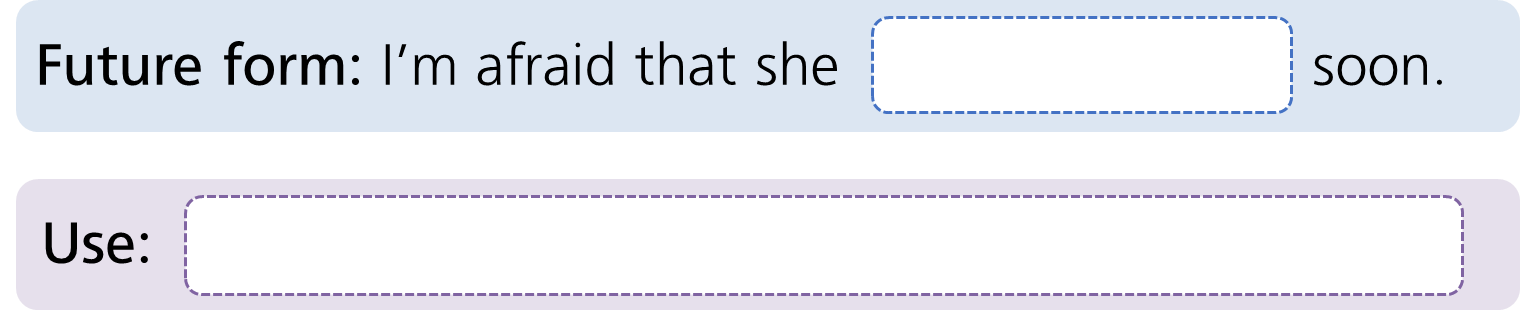 Future form: I’m afraid that she soon.
Use: